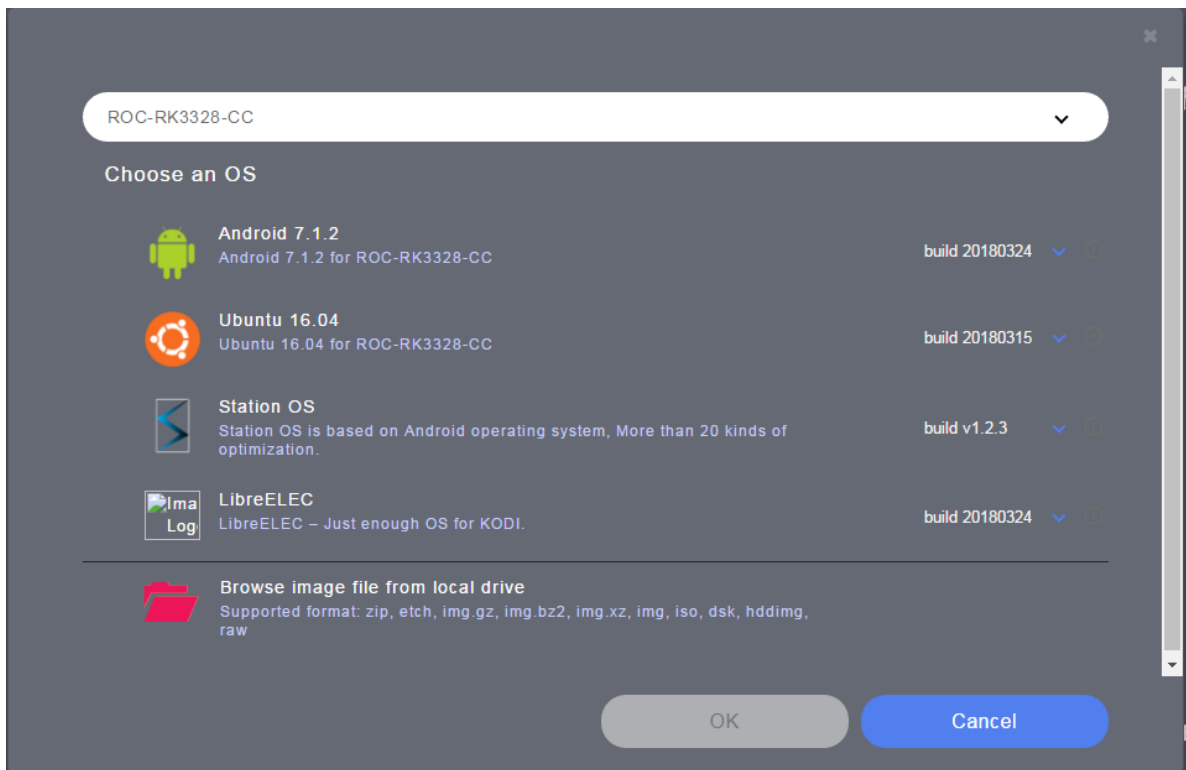 ROC-RK3328-CC
Choose an OS
Android 7.1.2
Android 7.1.2 for ROC-RK3328-CC
build 20180324
Ubuntu 16.04
Ubuntu 16.04 for ROC-RK3328-CC
build 20180315
Station OS
Station OS is based on Android operating system, More than 20 kinds of
optimization.
build v1.2.3
Ima
Log
LibreELEC
LibreELEC – Just enough OS for KODI.
build 20180324
Browse image file from local drive
Supported format: zip, etch, img.gz, img.bz2, img.xz, img, iso, dsk, hddimg,
raw
OK
Cancel